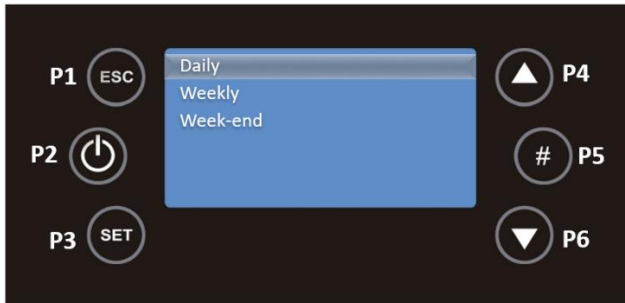 P1 ESC
Daily
Weekly
Week-end
P4
P2
# P5
P3 SET
P6